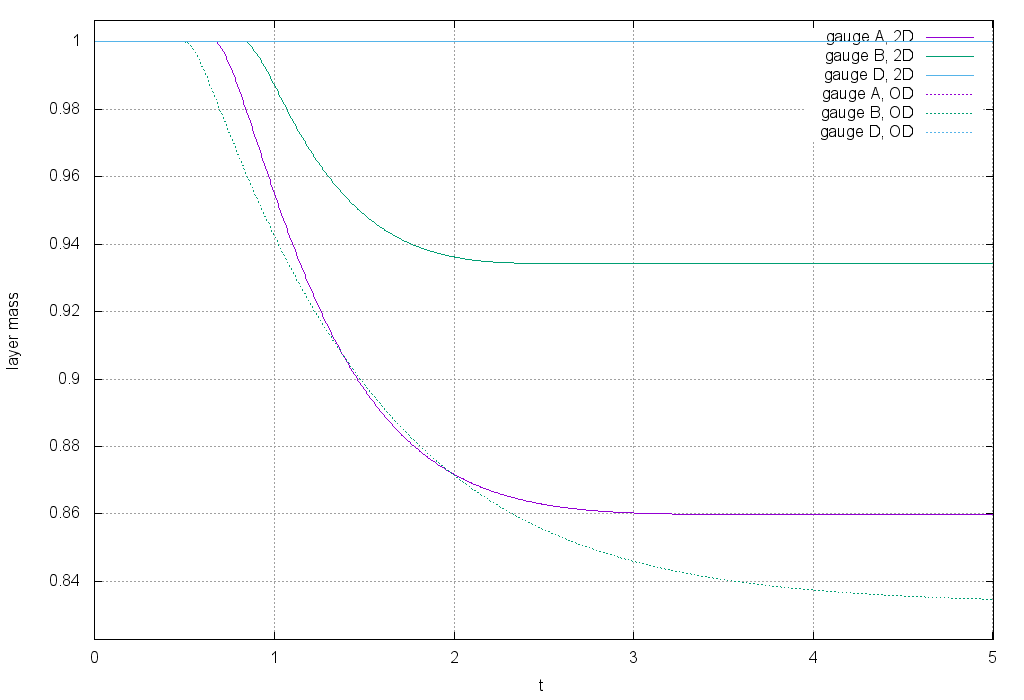 1
0.98
0.96
0.94
0.92
0.9
0.88
0.86
0.84
0
1
2
3
4
5
layer mass
t
gauge A, 2D
gauge B, 2D
gauge D, 2D
gauge A, OD
gauge B, OD
gauge D, OD